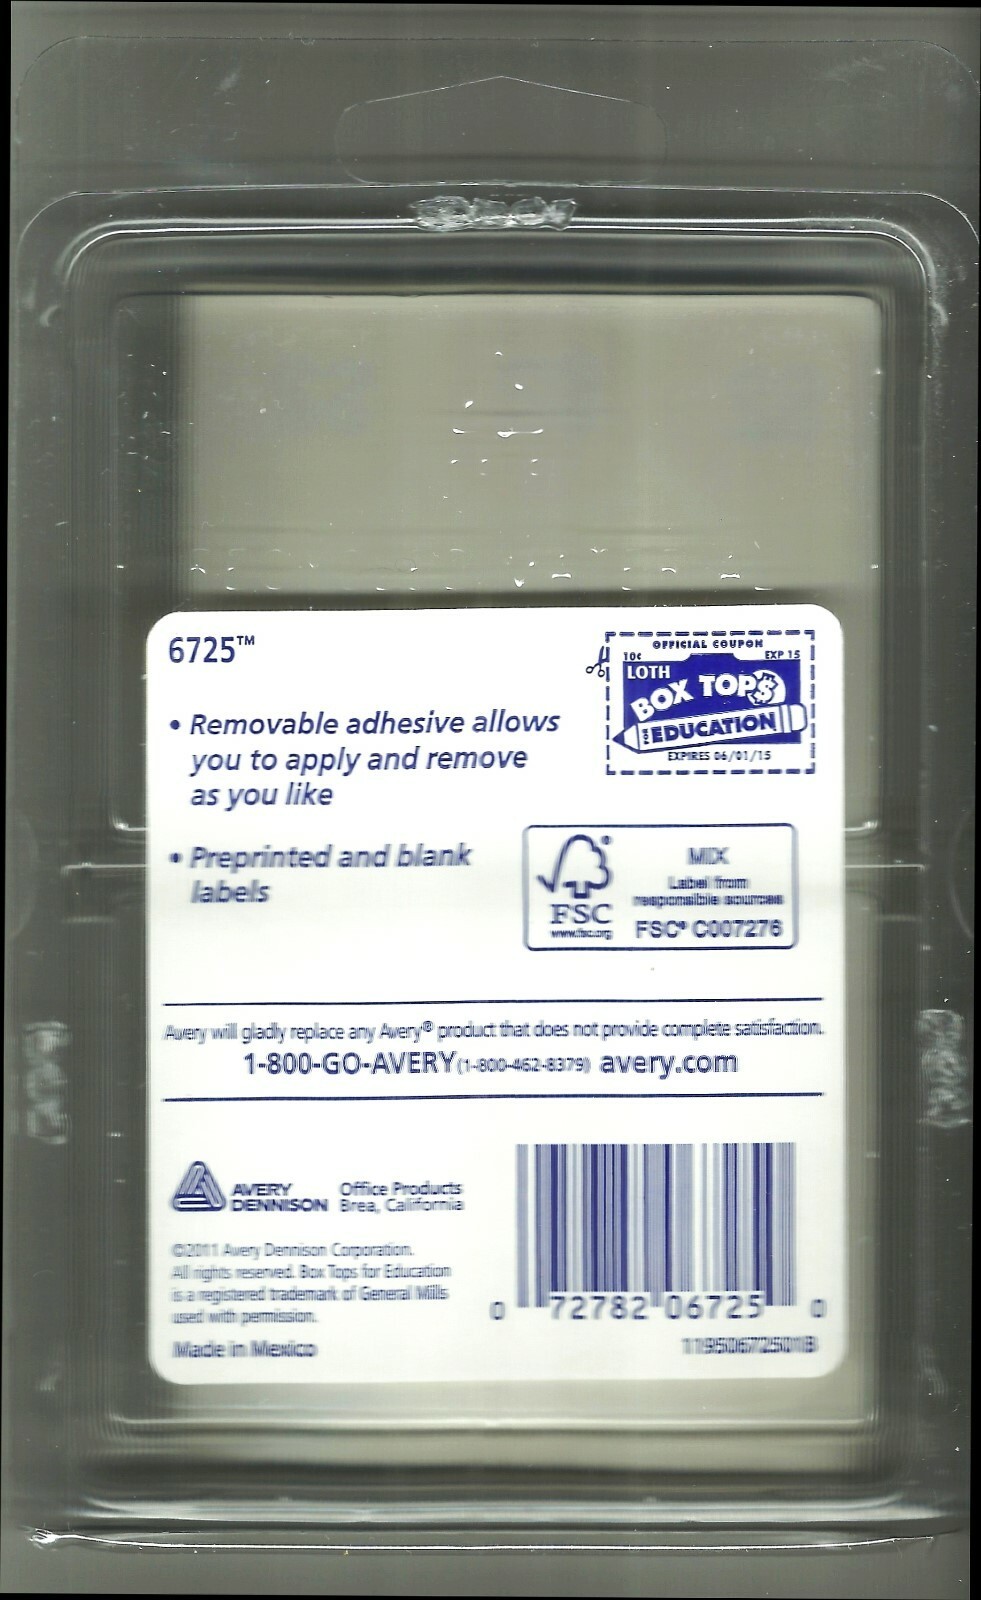 6725™
OFFICIAL COUPON
10¢ EXP 15
LOTH
BOX TOP$
FOR EDUCATION
EXPIRES 06/01/15
• Removable adhesive allows
you to apply and remove
as you like
• Preprinted and blank
labels
FSC
www.fsc.org
MIX
Label from
responsible sources
FSC® C007276
Avery will gladly replace any Avery® product that does not provide complete satisfaction.
1-800-GO-AVERY (1-800-462-8379) avery.com
AVERY
DENNISON
Office Products
Brea, California
©2011 Avery Dennison Corporation.
All rights reserved. Box Tops for Education
is a registered trademark of General Mills
used with permission.
Made in Mexico
0 72782 06725 0
11950672501B